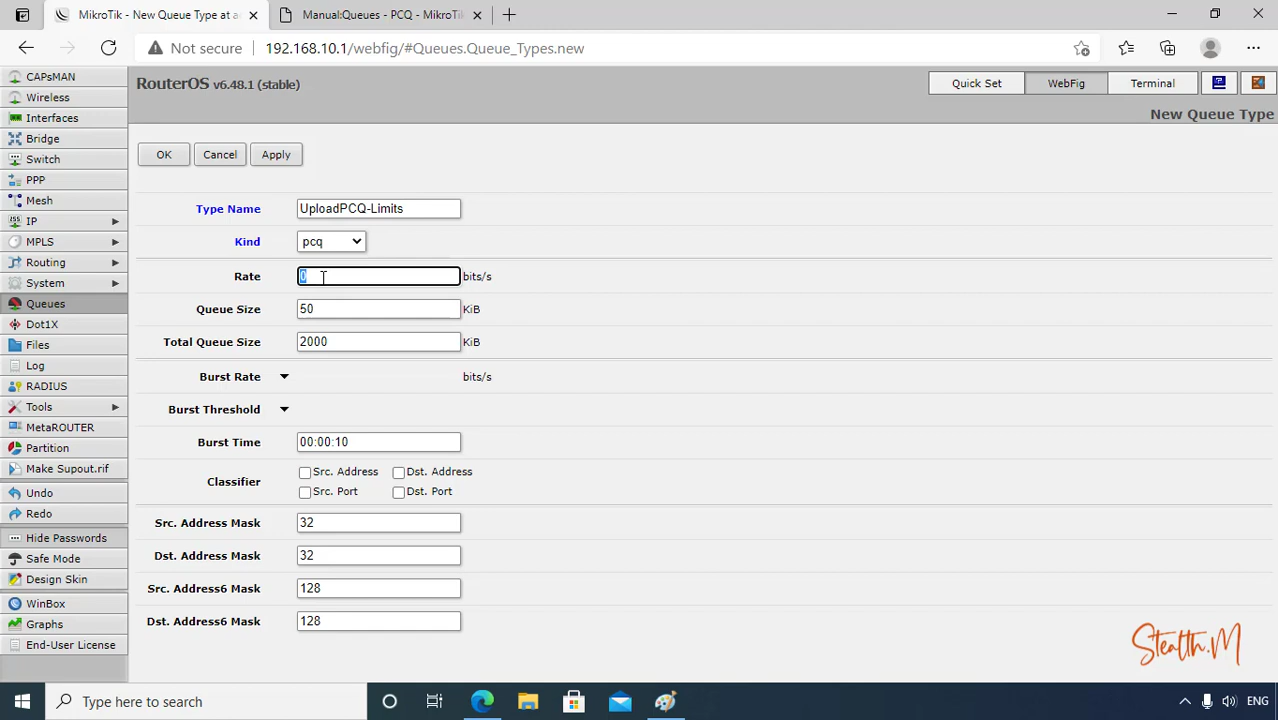 MikroTik - New Queue Type at a
Manual:Queues - PCQ - MikroTik
Not secure
192.168.10.1/webfig/#Queues.Queue_Types.new
CAPsMAN
Wireless
Interfaces
Bridge
Switch
PPP
Mesh
IP
MPLS
Routing
System
Queues
Dot1X
Files
Log
RADIUS
Tools
MetaROUTER
Partition
Make Supout.rif
Undo
Redo
Hide Passwords
Safe Mode
Design Skin
WinBox
Graphs
End-User License
RouterOS v6.48.1 (stable)
Quick Set
WebFig
Terminal
New Queue Type
OK
Cancel
Apply
Type Name UploadPCQ-Limits
Kind pcq
Rate 0 bits/s
Queue Size 50 KiB
Total Queue Size 2000 KiB
Burst Rate bits/s
Burst Threshold
Burst Time 00:00:10
Classifier
Src. Address Dst. Address
Src. Port Dst. Port
Src. Address Mask 32
Dst. Address Mask 32
Src. Address6 Mask 128
Dst. Address6 Mask 128
Stealth.M
Type here to search
ENG